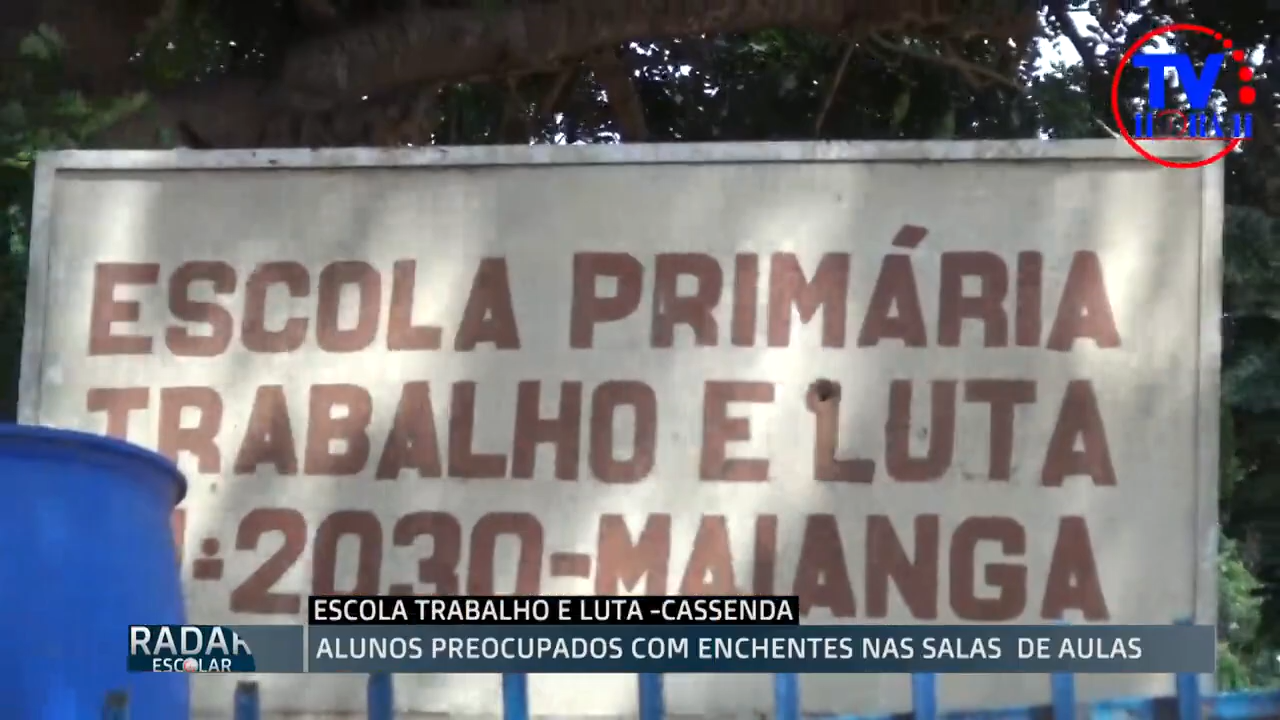 TV
ESCOLA PRIMÁRIA
TRABALHO E LUTA
:2030-MAIANGA
ESCOLA TRABALHO E LUTA -CASSENDA
RADAR
ESCOLAR
ALUNOS PREOCUPADOS COM ENCHENTES NAS SALAS DE AULAS